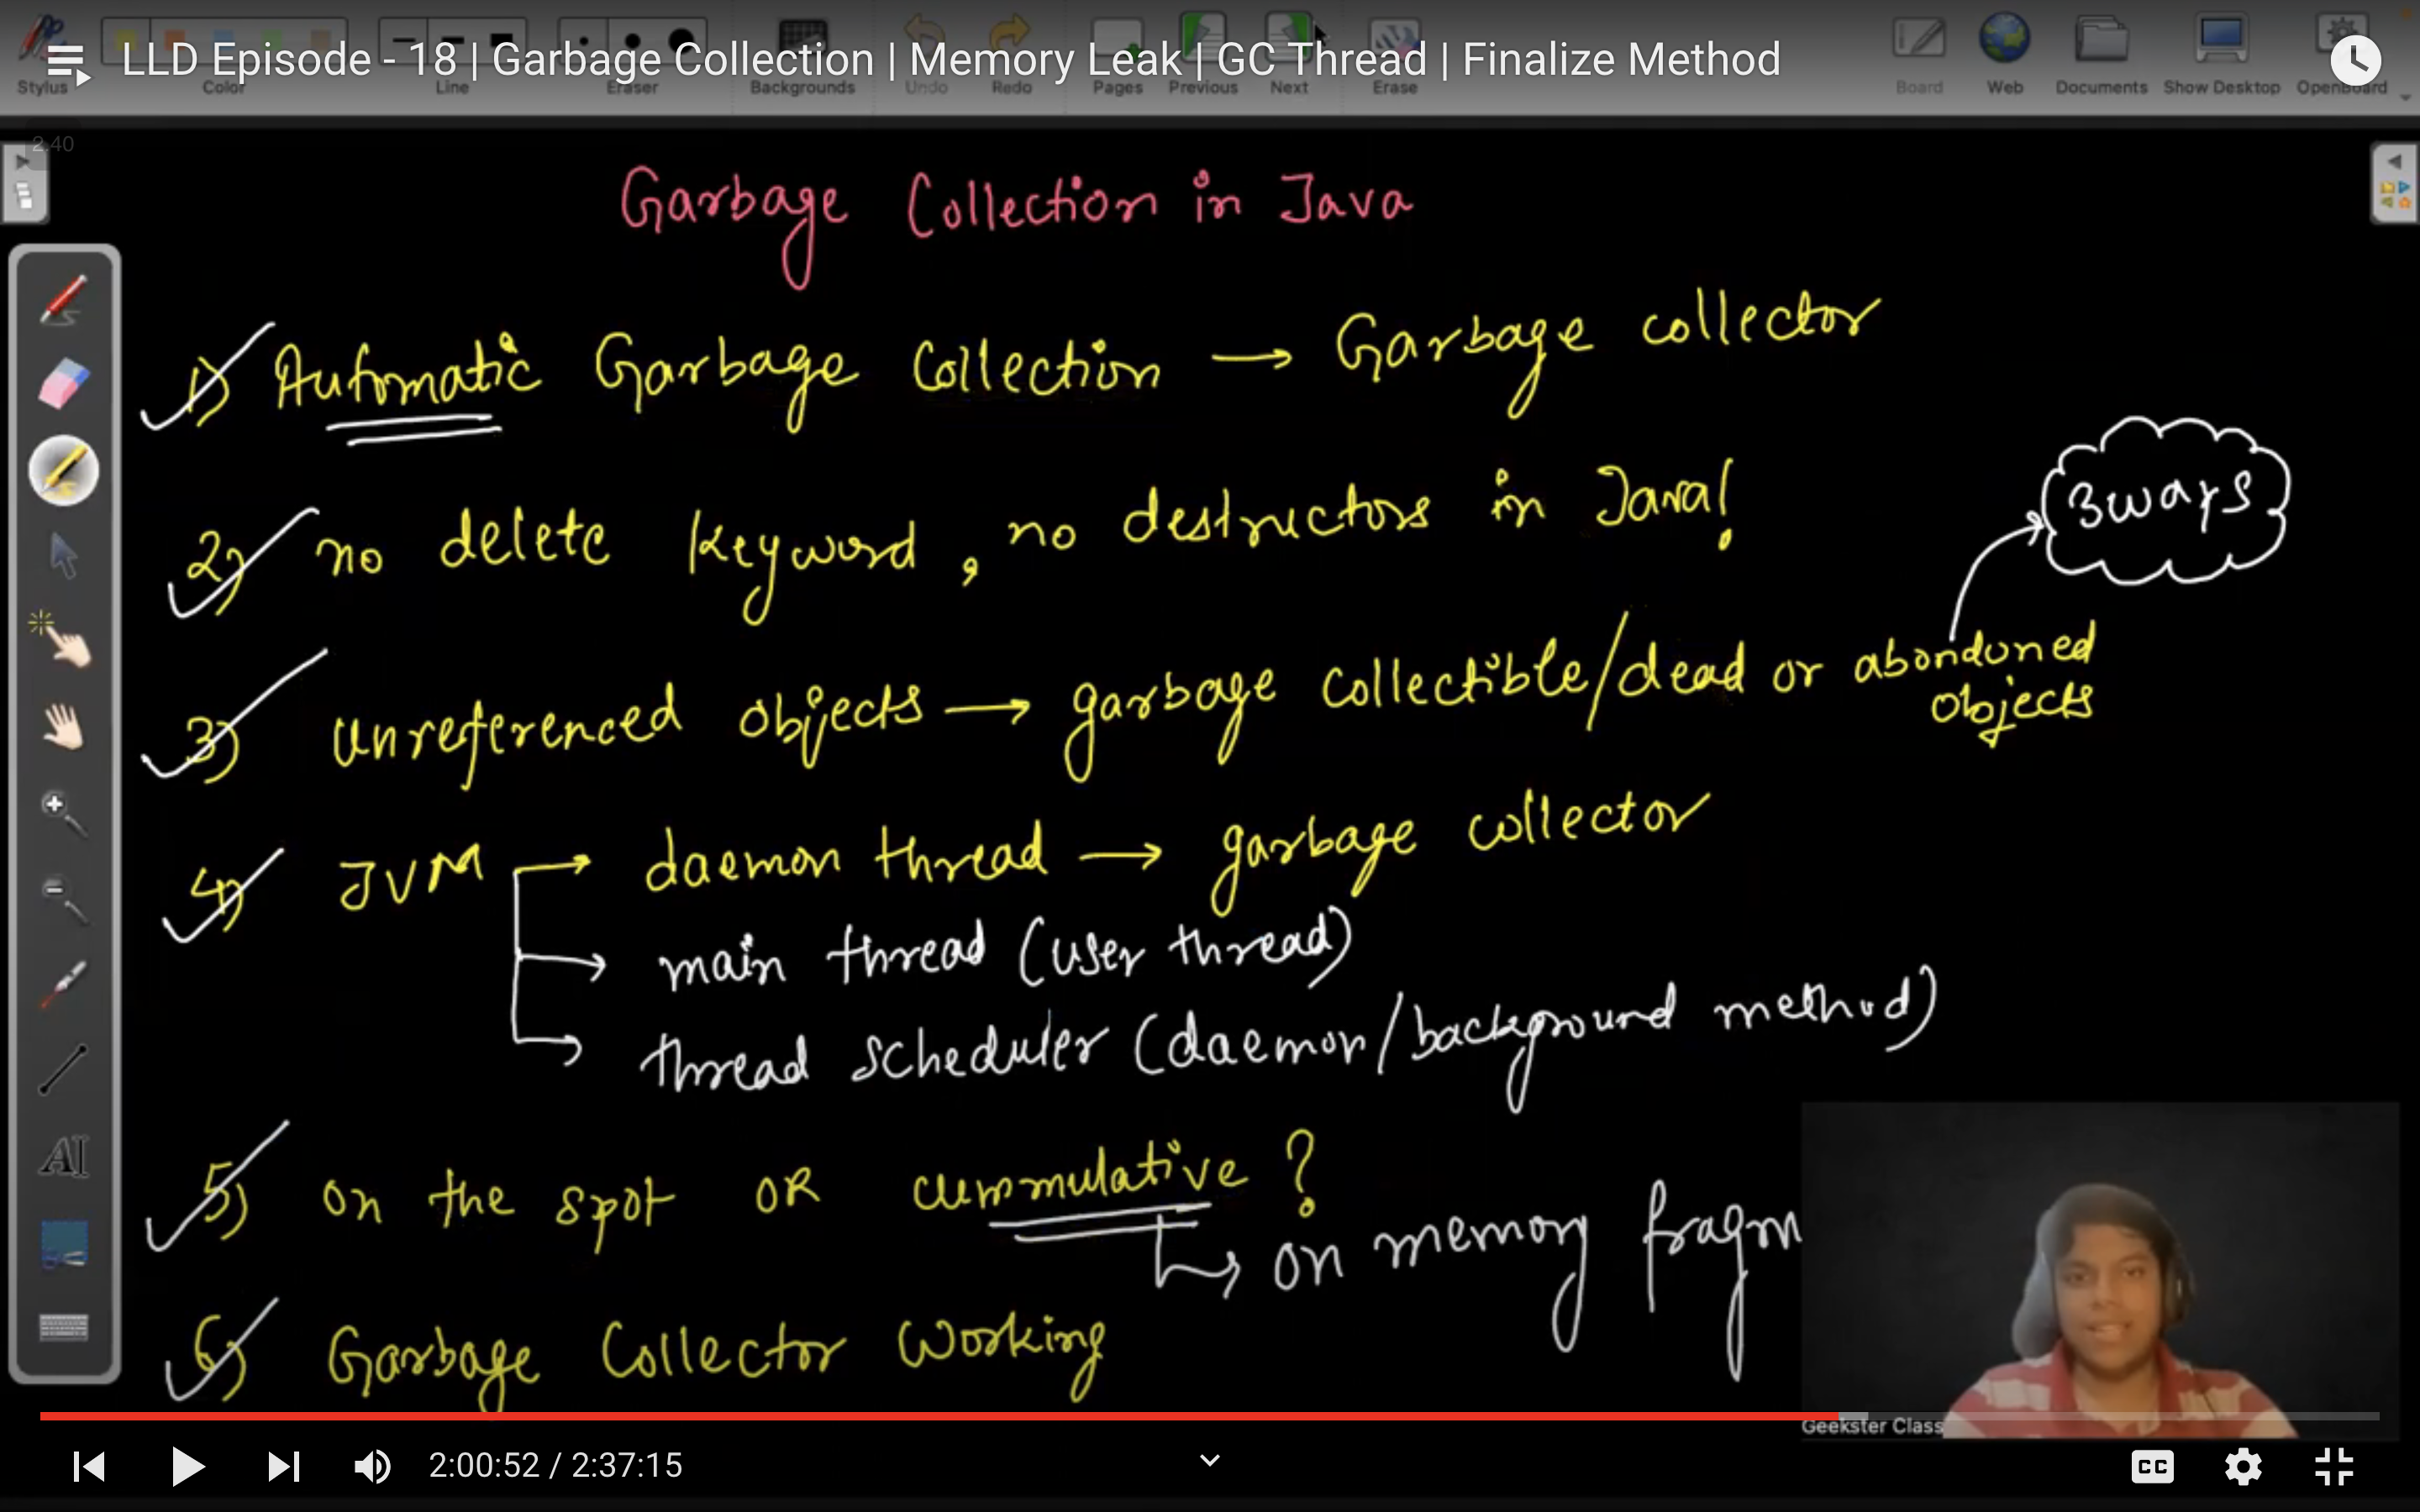 LLD Episode - 18 | Garbage Collection | Memory Leak | GC Thread | Finalize Method
Stylus Color Line Eraser Backgrounds Undo Redo Pages Previous Next Erase Board Web Documents Show Desktop OpenBoard
2.40
Garbage Collection in Java
1) Automatic Garbage Collection → Garbage collector
2) no delete keyword, no destructors in Java!
3ways
3) unreferenced objects → garbage collectible/dead or abondoned
objects
4) JVM → daemon thread → garbage collector
→ main thread (user thread)
→ thread scheduler (daemon/background method)
5) on the spot OR cummulative ?
→ on memory fragm
6) Garbage Collector Working
AI
Geekster Class
2:00:52 / 2:37:15
CC